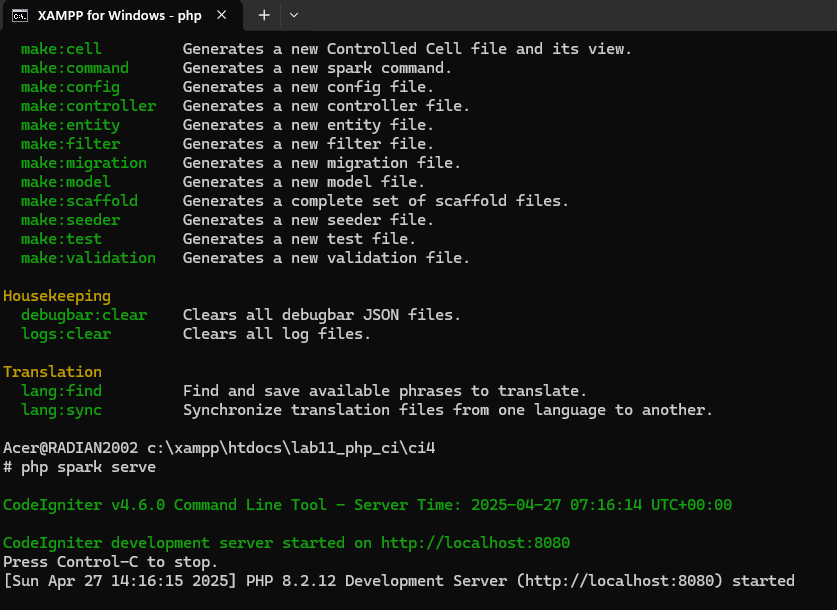 XAMPP for Windows - php
make:cell Generates a new Controlled Cell file and its view.
make:command Generates a new spark command.
make:config Generates a new config file.
make:controller Generates a new controller file.
make:entity Generates a new entity file.
make:filter Generates a new filter file.
make:migration Generates a new migration file.
make:model Generates a new model file.
make:scaffold Generates a complete set of scaffold files.
make:seeder Generates a new seeder file.
make:test Generates a new test file.
make:validation Generates a new validation file.
Housekeeping
debugbar:clear Clears all debugbar JSON files.
logs:clear Clears all log files.
Translation
lang:find Find and save available phrases to translate.
lang:sync Synchronize translation files from one language to another.
Acer@RADIAN2002 c:\xampp\htdocs\lab11_php_ci\ci4
# php spark serve
CodeIgniter v4.6.0 Command Line Tool - Server Time: 2025-04-27 07:16:14 UTC+00:00
CodeIgniter development server started on http://localhost:8080
Press Control-C to stop.
[Sun Apr 27 14:16:15 2025] PHP 8.2.12 Development Server (http://localhost:8080) started